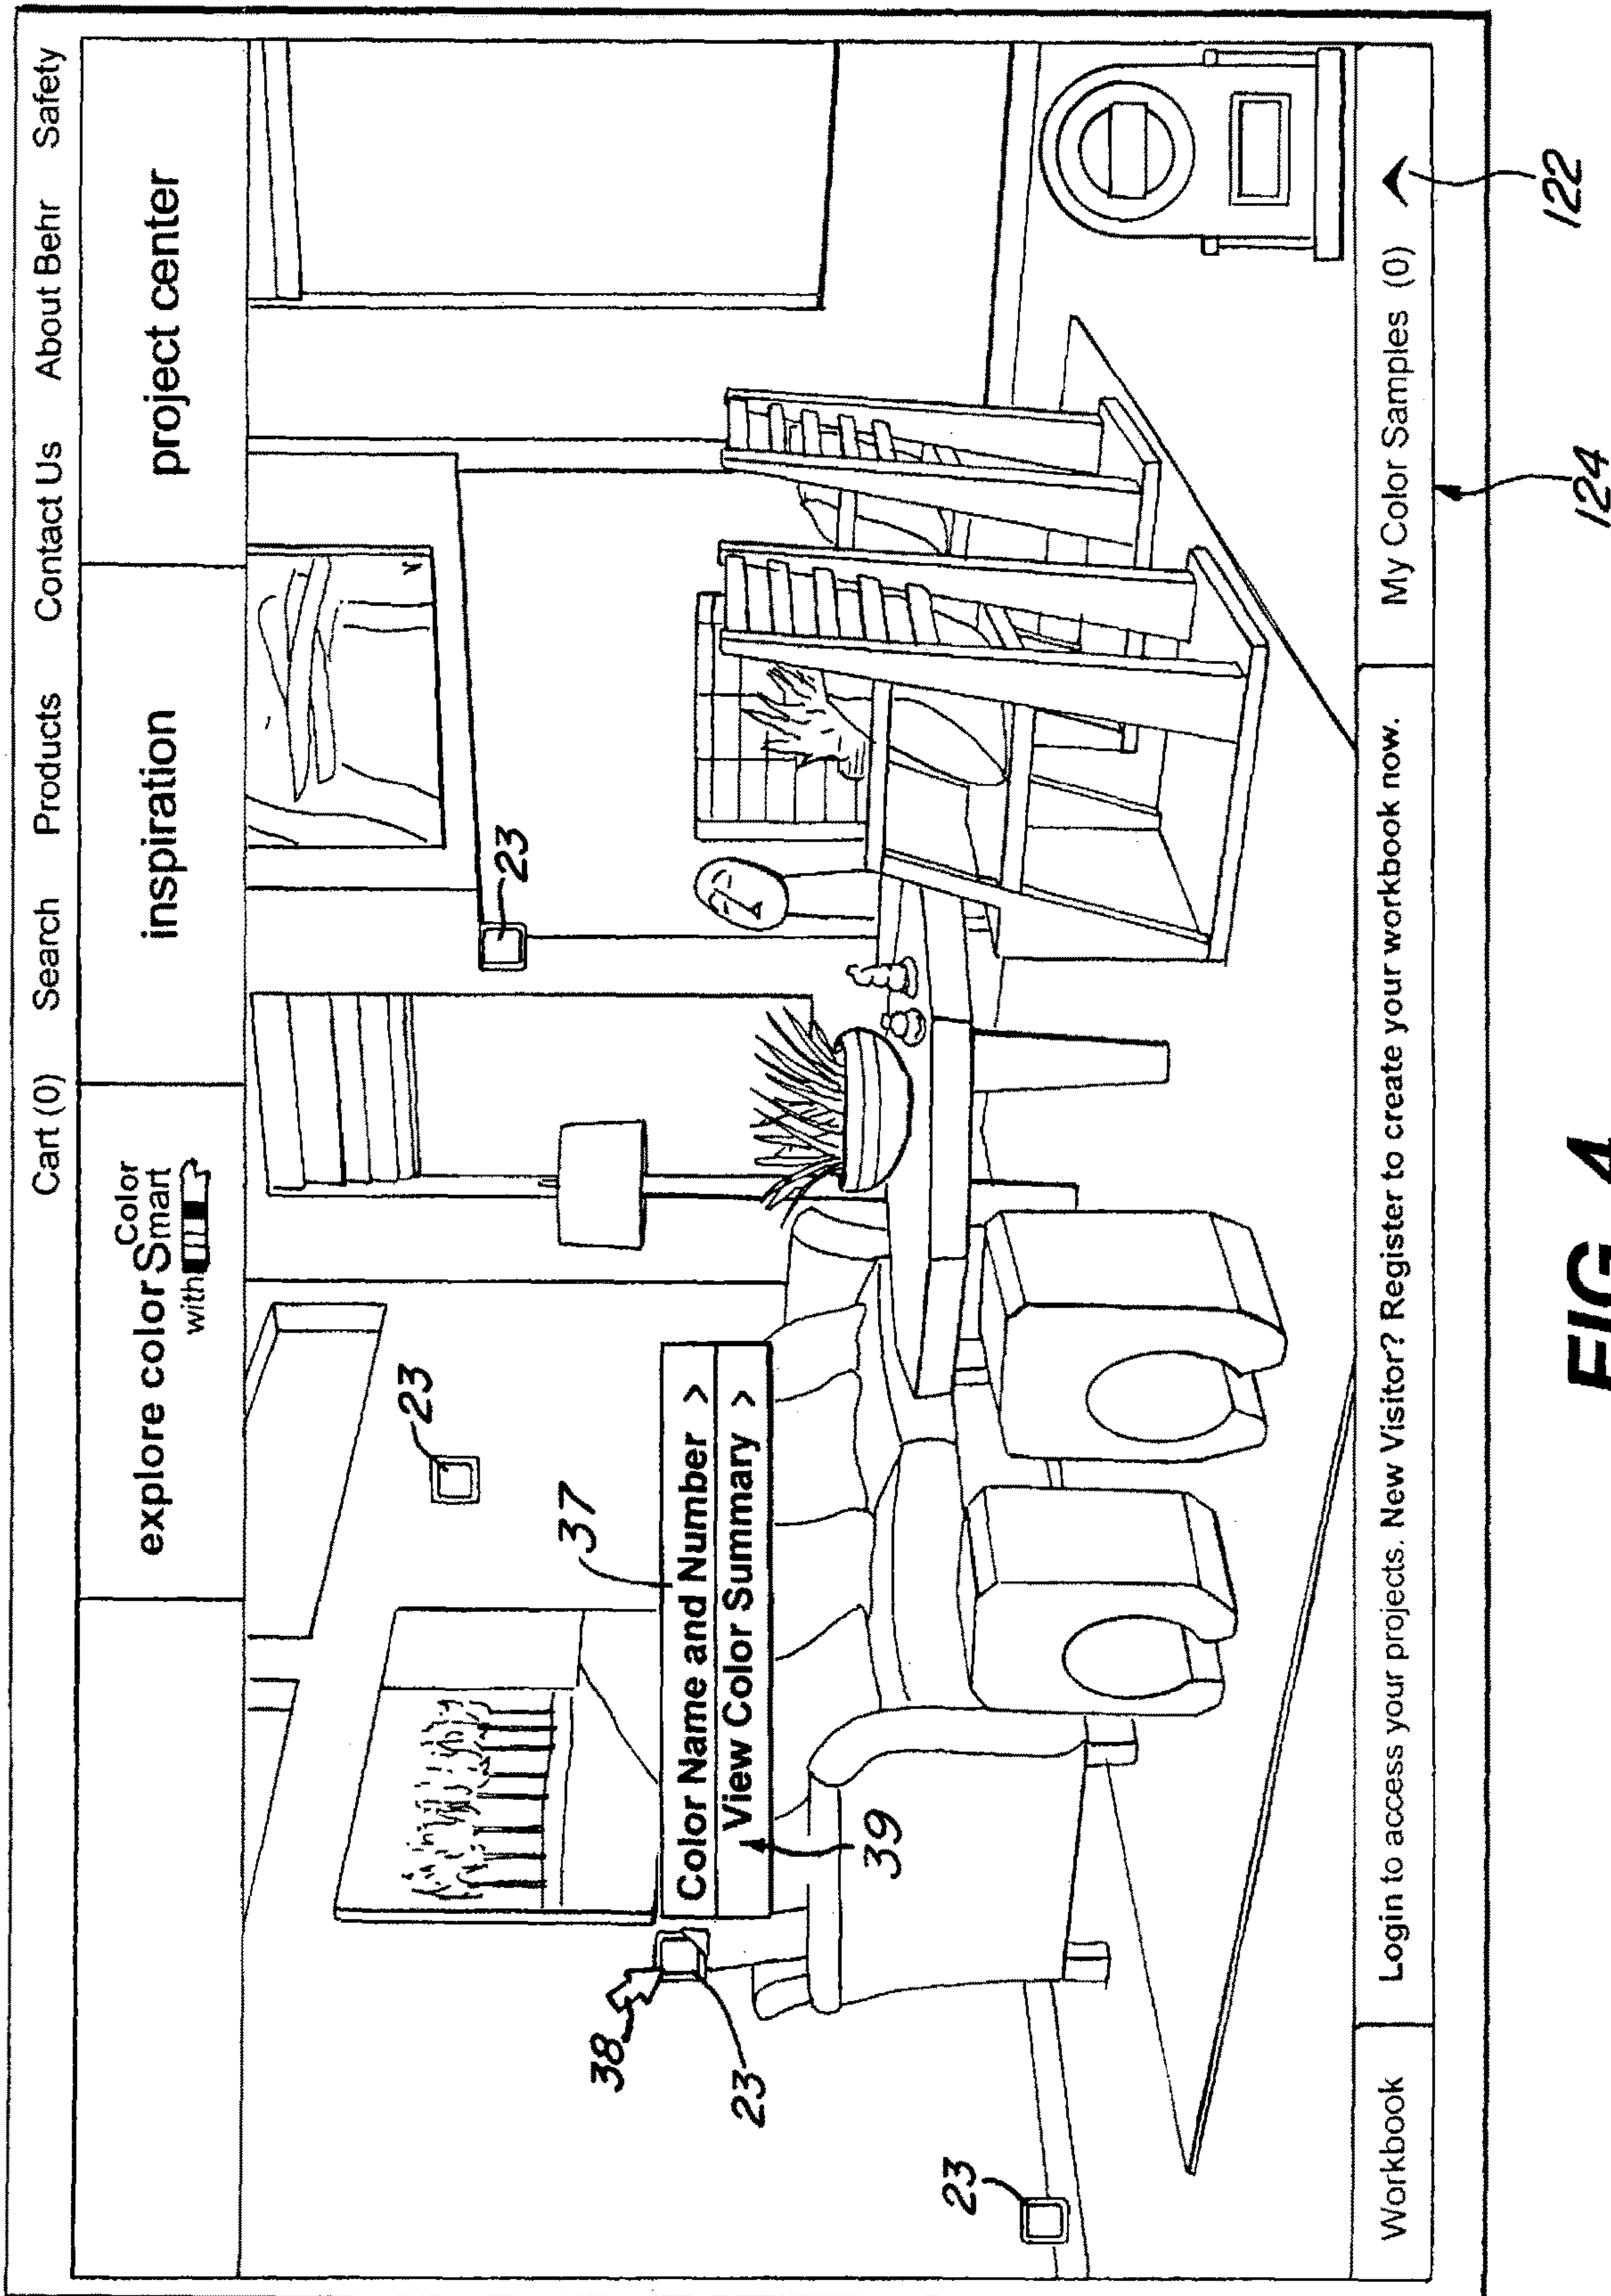 Cart (0) Search Products Contact Us About Behr Safety
explore color
with
Color
Smart
inspiration
project center
23
23
37
Color Name and Number >
View Color Summary >
38
23
39
23
Workbook
Login to access your projects. New Visitor? Register to create your workbook now.
My Color Samples (0)
124
122
FIG. 4